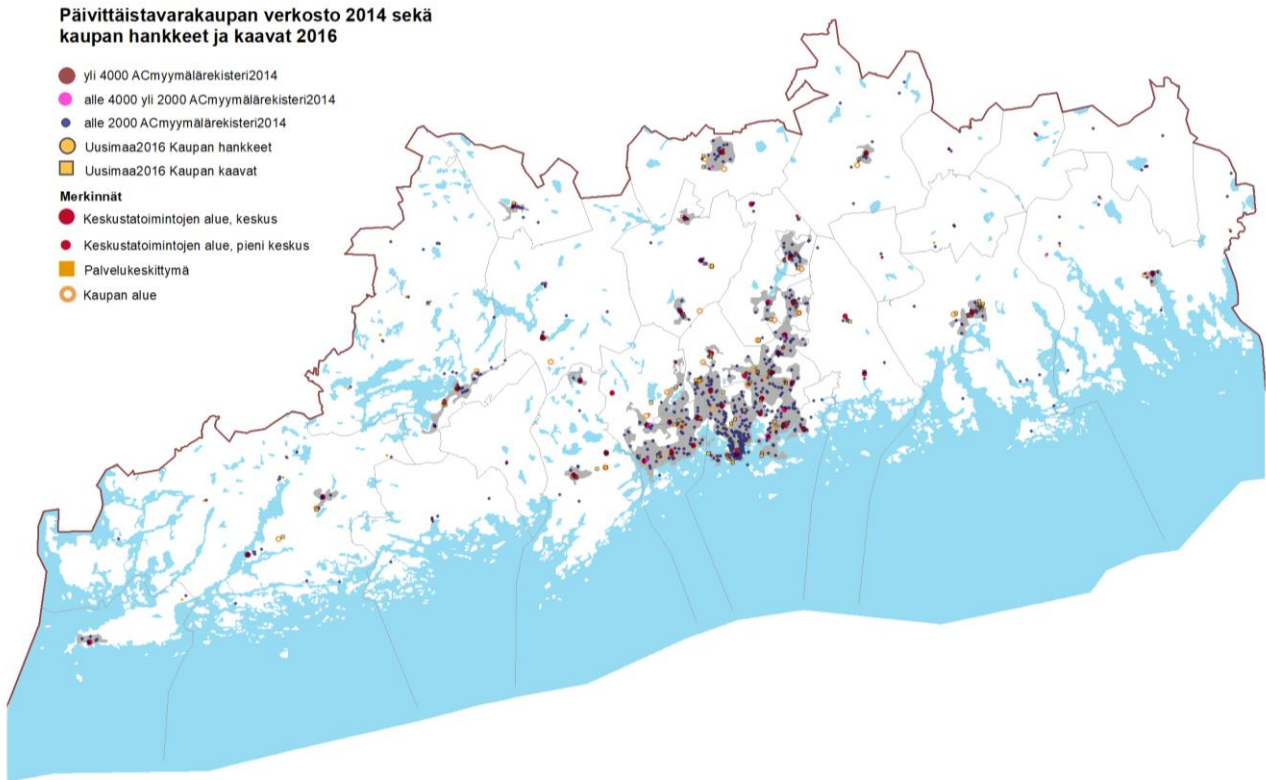 Päivittäistavarakaupan verkosto 2014 sekä
kaupan hankkeet ja kaavat 2016
yli 4000 ACmyymälärekisteri2014
alle 4000 yli 2000 ACmyymälärekisteri2014
alle 2000 ACmyymälärekisteri2014
Uusimaa2016 Kaupan hankkeet
Uusimaa2016 Kaupan kaavat
Merkinnät
Keskustatoimintojen alue, keskus
Keskustatoimintojen alue, pieni keskus
Palvelukeskittymä
Kaupan alue